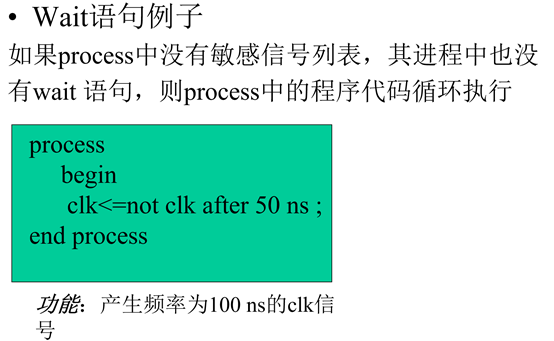 • Wait语句例子
如果process中没有敏感信号列表，其进程中也没
有wait 语句，则process中的程序代码循环执行
process
begin
clk<=not clk after 50 ns ;
end process
功能：产生频率为100 ns的clk信
号